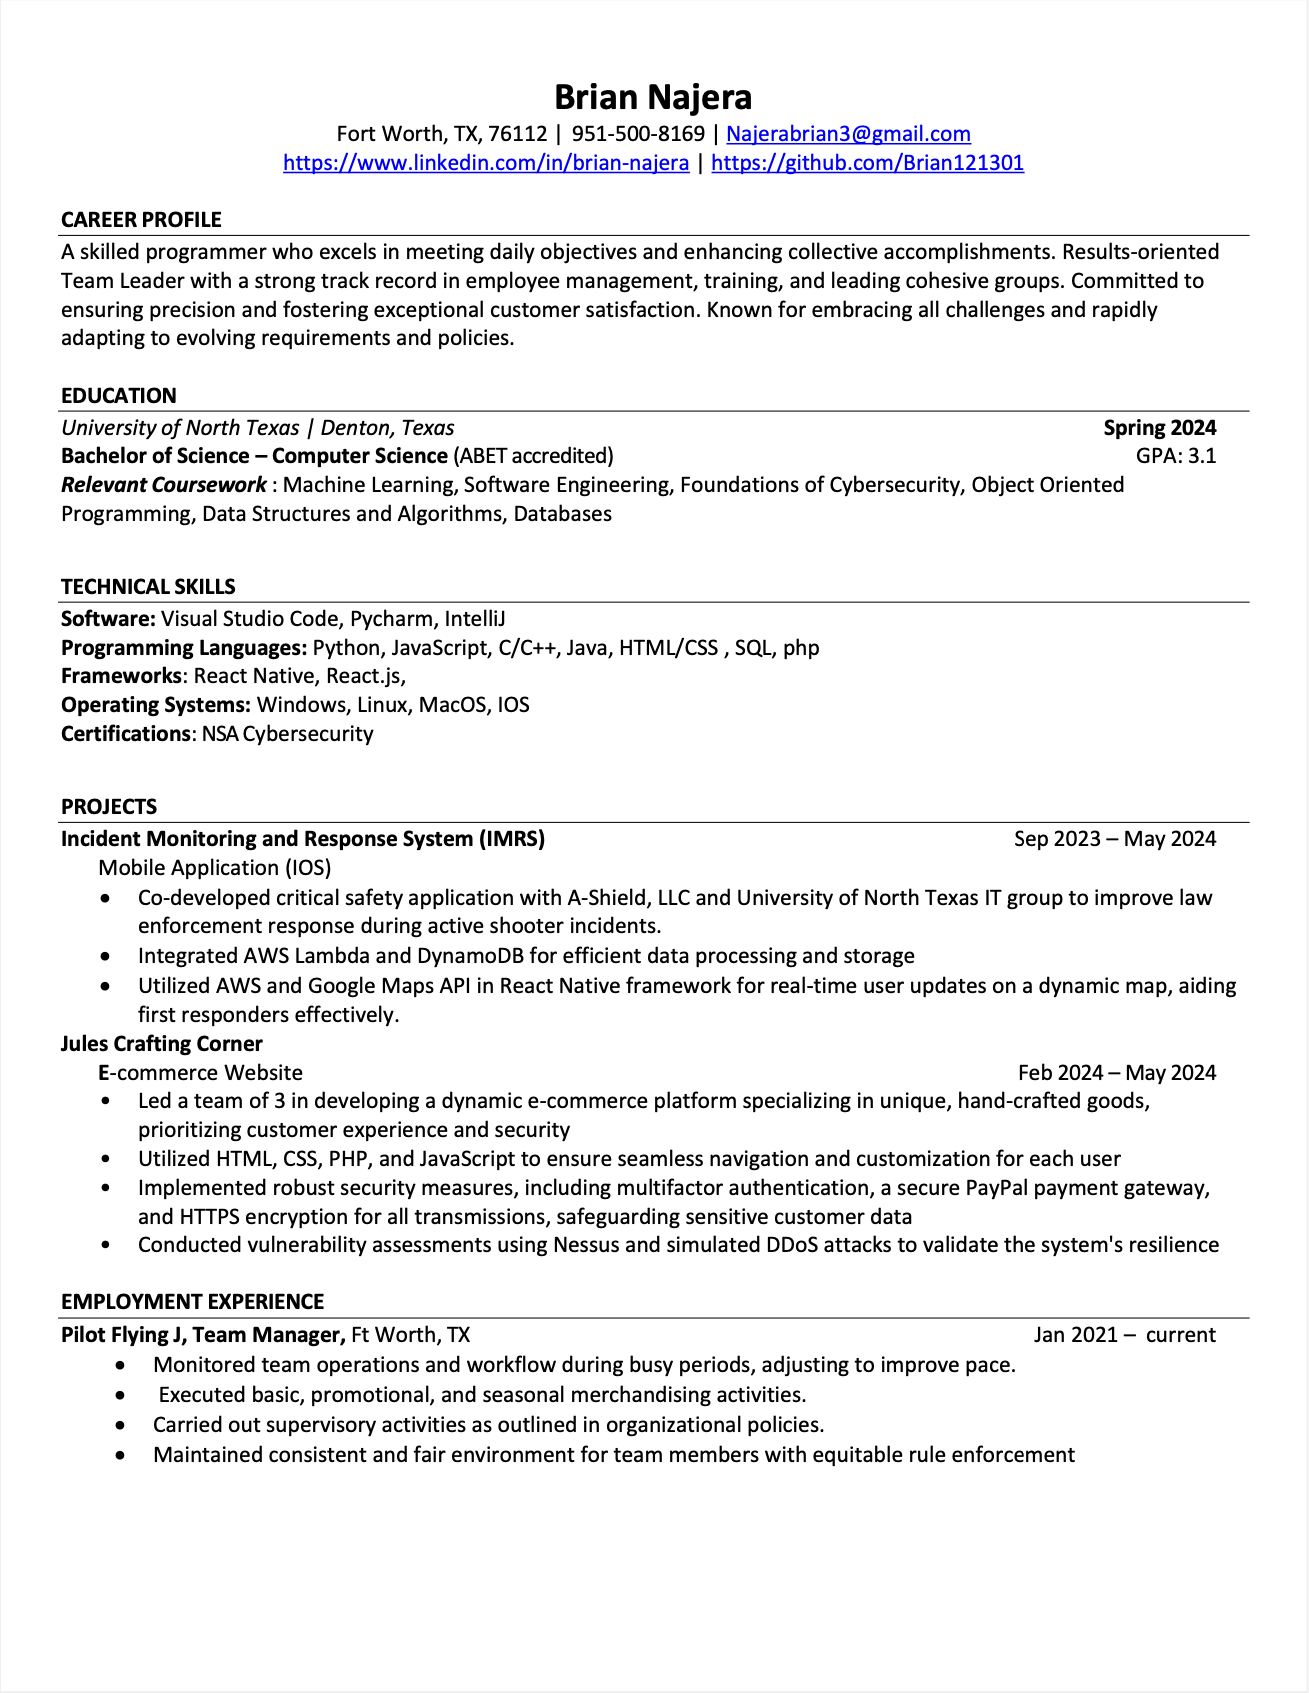 Brian Najera
Fort Worth, TX, 76112 | 951-500-8169 | Najerabrian3@gmail.com
https://www.linkedin.com/in/brian-najera | https://github.com/Brian121301
CAREER PROFILE
A skilled programmer who excels in meeting daily objectives and enhancing collective accomplishments. Results-oriented
Team Leader with a strong track record in employee management, training, and leading cohesive groups. Committed to
ensuring precision and fostering exceptional customer satisfaction. Known for embracing all challenges and rapidly
adapting to evolving requirements and policies.
EDUCATION
University of North Texas | Denton, Texas Spring 2024
Bachelor of Science – Computer Science (ABET accredited) GPA: 3.1
Relevant Coursework : Machine Learning, Software Engineering, Foundations of Cybersecurity, Object Oriented
Programming, Data Structures and Algorithms, Databases
TECHNICAL SKILLS
Software: Visual Studio Code, Pycharm, IntelliJ
Programming Languages: Python, JavaScript, C/C++, Java, HTML/CSS , SQL, php
Frameworks: React Native, React.js,
Operating Systems: Windows, Linux, MacOS, IOS
Certifications: NSA Cybersecurity
PROJECTS
Incident Monitoring and Response System (IMRS) Sep 2023 – May 2024
Mobile Application (IOS)
• Co-developed critical safety application with A-Shield, LLC and University of North Texas IT group to improve law
enforcement response during active shooter incidents.
• Integrated AWS Lambda and DynamoDB for efficient data processing and storage
• Utilized AWS and Google Maps API in React Native framework for real-time user updates on a dynamic map, aiding
first responders effectively.
Jules Crafting Corner
E-commerce Website Feb 2024 – May 2024
• Led a team of 3 in developing a dynamic e-commerce platform specializing in unique, hand-crafted goods,
prioritizing customer experience and security
• Utilized HTML, CSS, PHP, and JavaScript to ensure seamless navigation and customization for each user
• Implemented robust security measures, including multifactor authentication, a secure PayPal payment gateway,
and HTTPS encryption for all transmissions, safeguarding sensitive customer data
• Conducted vulnerability assessments using Nessus and simulated DDoS attacks to validate the system's resilience
EMPLOYMENT EXPERIENCE
Pilot Flying J, Team Manager, Ft Worth, TX Jan 2021 – current
• Monitored team operations and workflow during busy periods, adjusting to improve pace.
• Executed basic, promotional, and seasonal merchandising activities.
• Carried out supervisory activities as outlined in organizational policies.
• Maintained consistent and fair environment for team members with equitable rule enforcement